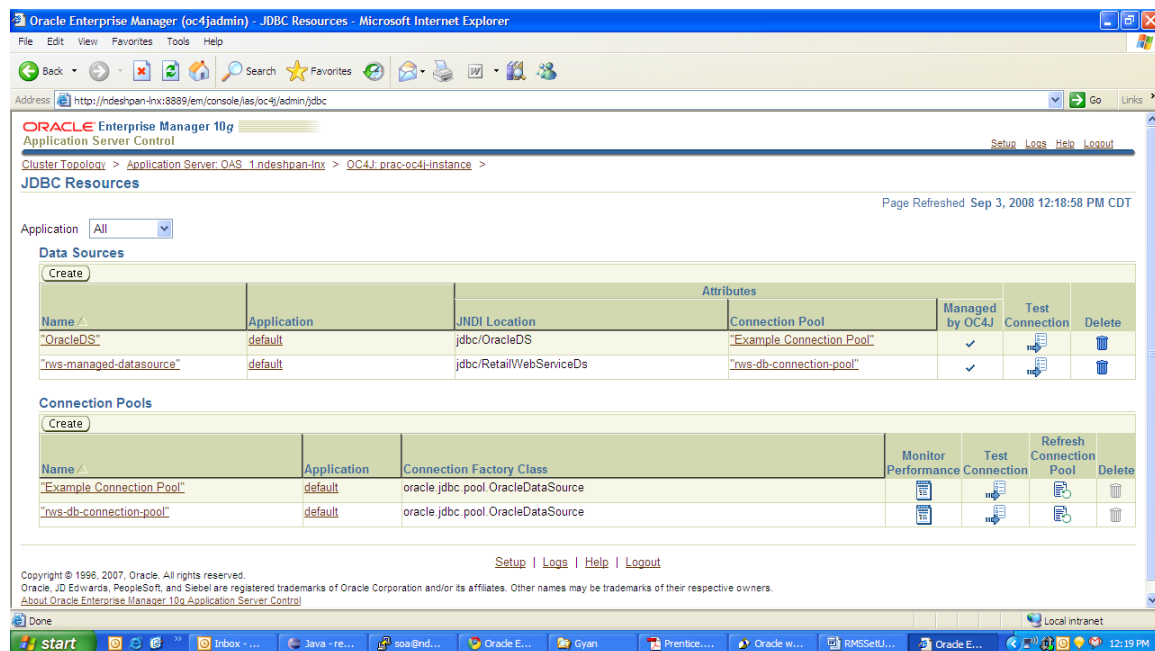 Oracle Enterprise Manager (oc4jadmin) - JDBC Resources - Microsoft Internet Explorer
File Edit View Favorites Tools Help
Back Search Favorites
Address http://ndeshpan-lnx:8889/em/console/ias/oc4j/admin/jdbc Go Links
ORACLE Enterprise Manager 10g
Application Server Control
Setup Logs Help Logout
Cluster Topology > Application Server: OAS_1.ndeshpan-lnx > OC4J: prac-oc4j-instance >
JDBC Resources
Page Refreshed Sep 3, 2008 12:18:58 PM CDT
Application All
Data Sources
Create
Attributes
Name Application JNDI Location Connection Pool Managed by OC4J Test Connection Delete
"OracleDS" default jdbc/OracleDS "Example Connection Pool"
"rws-managed-datasource" default jdbc/RetailWebServiceDs "rws-db-connection-pool"
Connection Pools
Create
Name Application Connection Factory Class Monitor Performance Test Connection Refresh Connection Pool Delete
"Example Connection Pool" default oracle.jdbc.pool.OracleDataSource
"rws-db-connection-pool" default oracle.jdbc.pool.OracleDataSource
Setup | Logs | Help | Logout
Copyright © 1996, 2007, Oracle. All rights reserved.
Oracle, JD Edwards, PeopleSoft, and Siebel are registered trademarks of Oracle Corporation and/or its affiliates. Other names may be trademarks of their respective owners.
About Oracle Enterprise Manager 10g Application Server Control
Done Local intranet
start Inbox - ... Java - re... soa@nd... Oracle E... Gyan Prentice.... Oracle w... RMSSetU... Oracle E... 12:19 PM